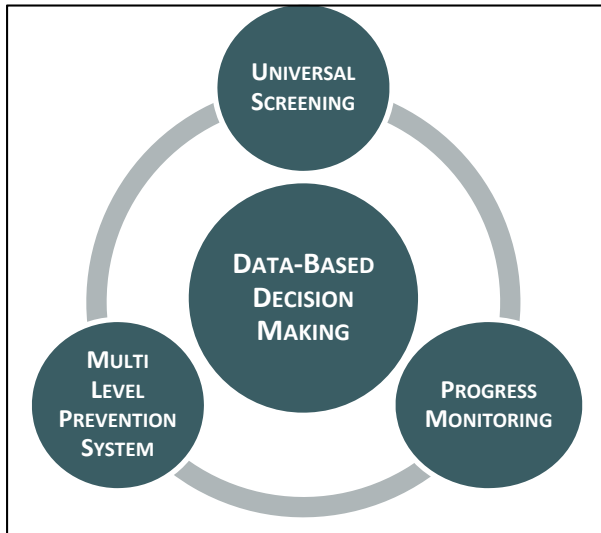 UNIVERSAL
SCREENING
DATA-BASED
DECISION
MAKING
MULTI
LEVEL
PREVENTION
SYSTEM
PROGRESS
MONITORING